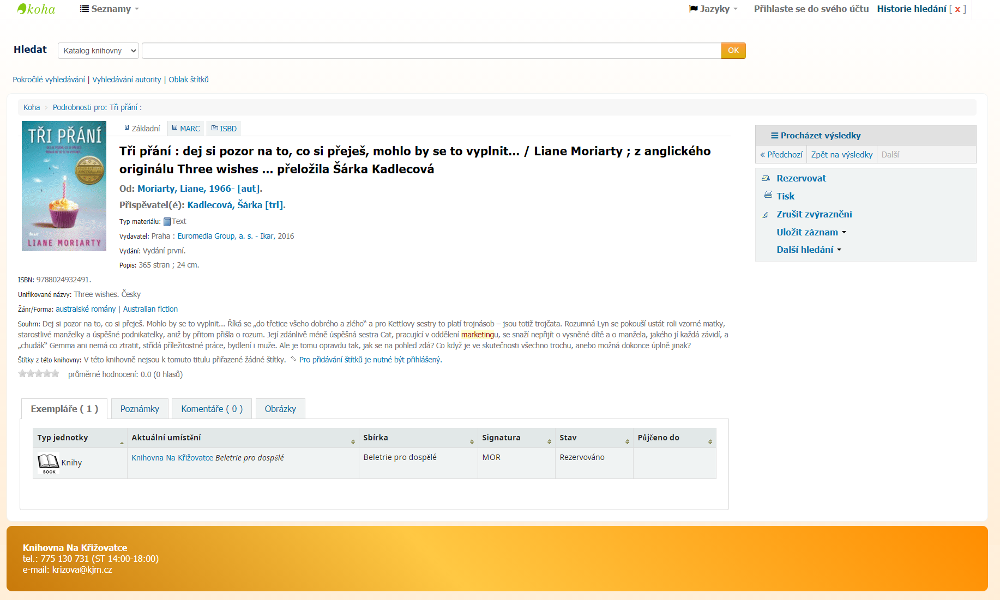 koha
Seznamy
Jazyky
Přihlaste se do svého účtu
Historie hledání [ x ]
Hledat
Katalog knihovny
OK
Pokročilé vyhledávání | Vyhledávání autority | Oblak štítků
Koha › Podrobnosti pro: Tři přání :
TŘI PŘÁNÍ
DEJ SI POZOR, CO SI PŘEJEŠ,
MOHLO BY SE TO VYPLNIT...
LIANE MORIARTY
Základní
MARC
ISBD
Tři přání : dej si pozor na to, co si přeješ, mohlo by se to vyplnit... / Liane Moriarty ; z anglického
originálu Three wishes ... přeložila Šárka Kadlecová
Od: Moriarty, Liane, 1966- [aut].
Přispěvatel(é): Kadlecová, Šárka [trl].
Typ materiálu: Text
Vydavatel: Praha : Euromedia Group, a. s. - Ikar, 2016
Vydání: Vydání první.
Popis: 365 stran ; 24 cm.
ISBN: 9788024932491.
Unifikované názvy: Three wishes. Česky
Žánr/Forma: australské romány | Australian fiction
Souhrn: Dej si pozor na to, co si přeješ. Mohlo by se to vyplnit... Říká se „do třetice všeho dobrého a zlého“ a pro Kettlovy sestry to platí trojnásob – jsou totiž trojčata. Rozumná Lyn se pokouší ustát roli vzorné matky,
starostlivé manželky a úspěšné podnikatelky, aniž by přitom přišla o rozum. Její zdánlivě méně úspěšná sestra Cat, pracující v oddělení marketingu, se snaží nepřijít o vysněné dítě a o manžela, jakého jí každá závidí, a
„chudák“ Gemma ani nemá co ztratit, střídá příležitostné práce, bydlení i muže. Ale je tomu opravdu tak, jak se na pohled zdá? Co když je ve skutečnosti všechno trochu, anebo možná dokonce úplně jinak?
Štítky z této knihovny: V této knihovně nejsou k tomuto titulu přiřazené žádné štítky. Pro přidávání štítků je nutné být přihlášený.
průměrné hodnocení: 0.0 (0 hlasů)
Procházet výsledky
« Předchozí
Zpět na výsledky
Další
Rezervovat
Tisk
Zrušit zvýraznění
Uložit záznam
Další hledání
Exempláře ( 1 )
Poznámky
Komentáře ( 0 )
Obrázky
Typ jednotky
Aktuální umístění
Sbírka
Signatura
Stav
Půjčeno do
BOOK
Knihy
Knihovna Na Křižovatce Beletrie pro dospělé
Beletrie pro dospělé
MOR
Rezervováno
Knihovna Na Křižovatce
tel.: 775 130 731 (ST 14:00-18:00)
e-mail: krizova@kjm.cz